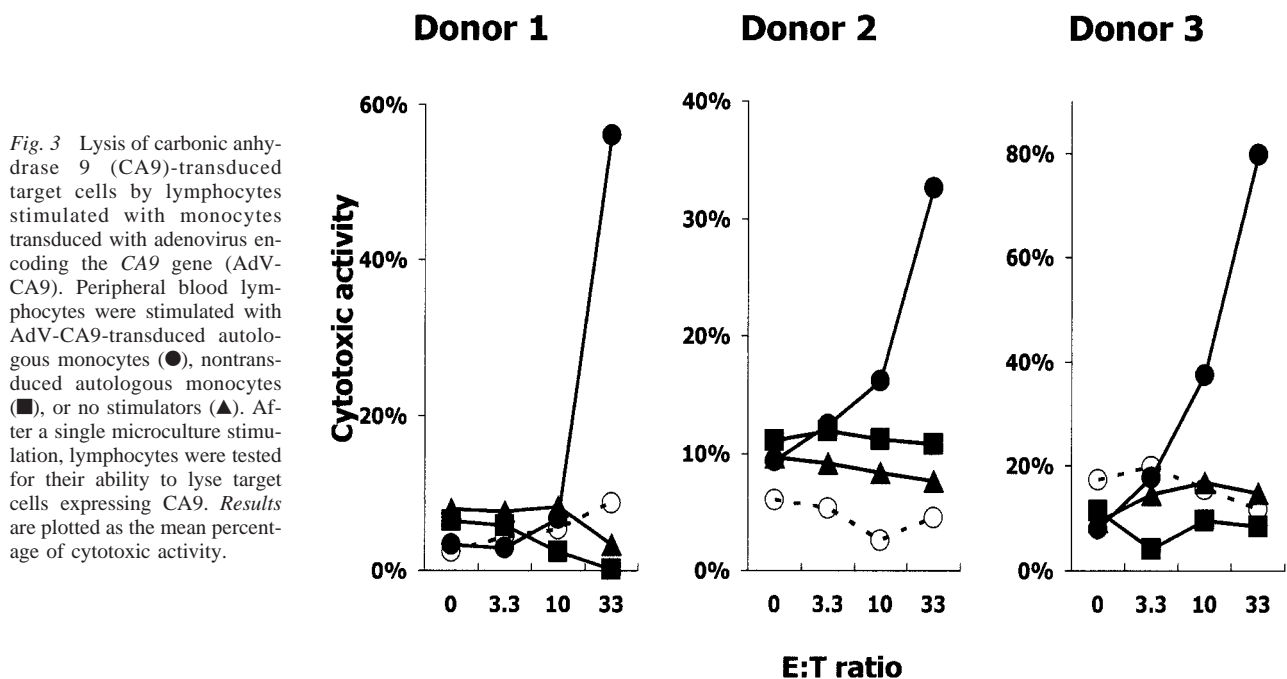 Donor 1
Donor 2
Donor 3
Fig. 3 Lysis of carbonic anhy-
drase 9 (CA9)-transduced
target cells by lymphocytes
stimulated with monocytes
transduced with adenovirus en-
coding the CA9 gene (AdV-
CA9). Peripheral blood lym-
phocytes were stimulated with
AdV-CA9-transduced autolo-
gous monocytes (●), nontrans-
duced autologous monocytes
(■), or no stimulators (▲). Af-
ter a single microculture stimu-
lation, lymphocytes were tested
for their ability to lyse target
cells expressing CA9. Results
are plotted as the mean percent-
age of cytotoxic activity.
Cytotoxic activity
60%
40%
20%
0%
0 3.3 10 33
40%
30%
20%
10%
0%
0 3.3 10 33
80%
60%
40%
20%
0%
0 3.3 10 33
E:T ratio